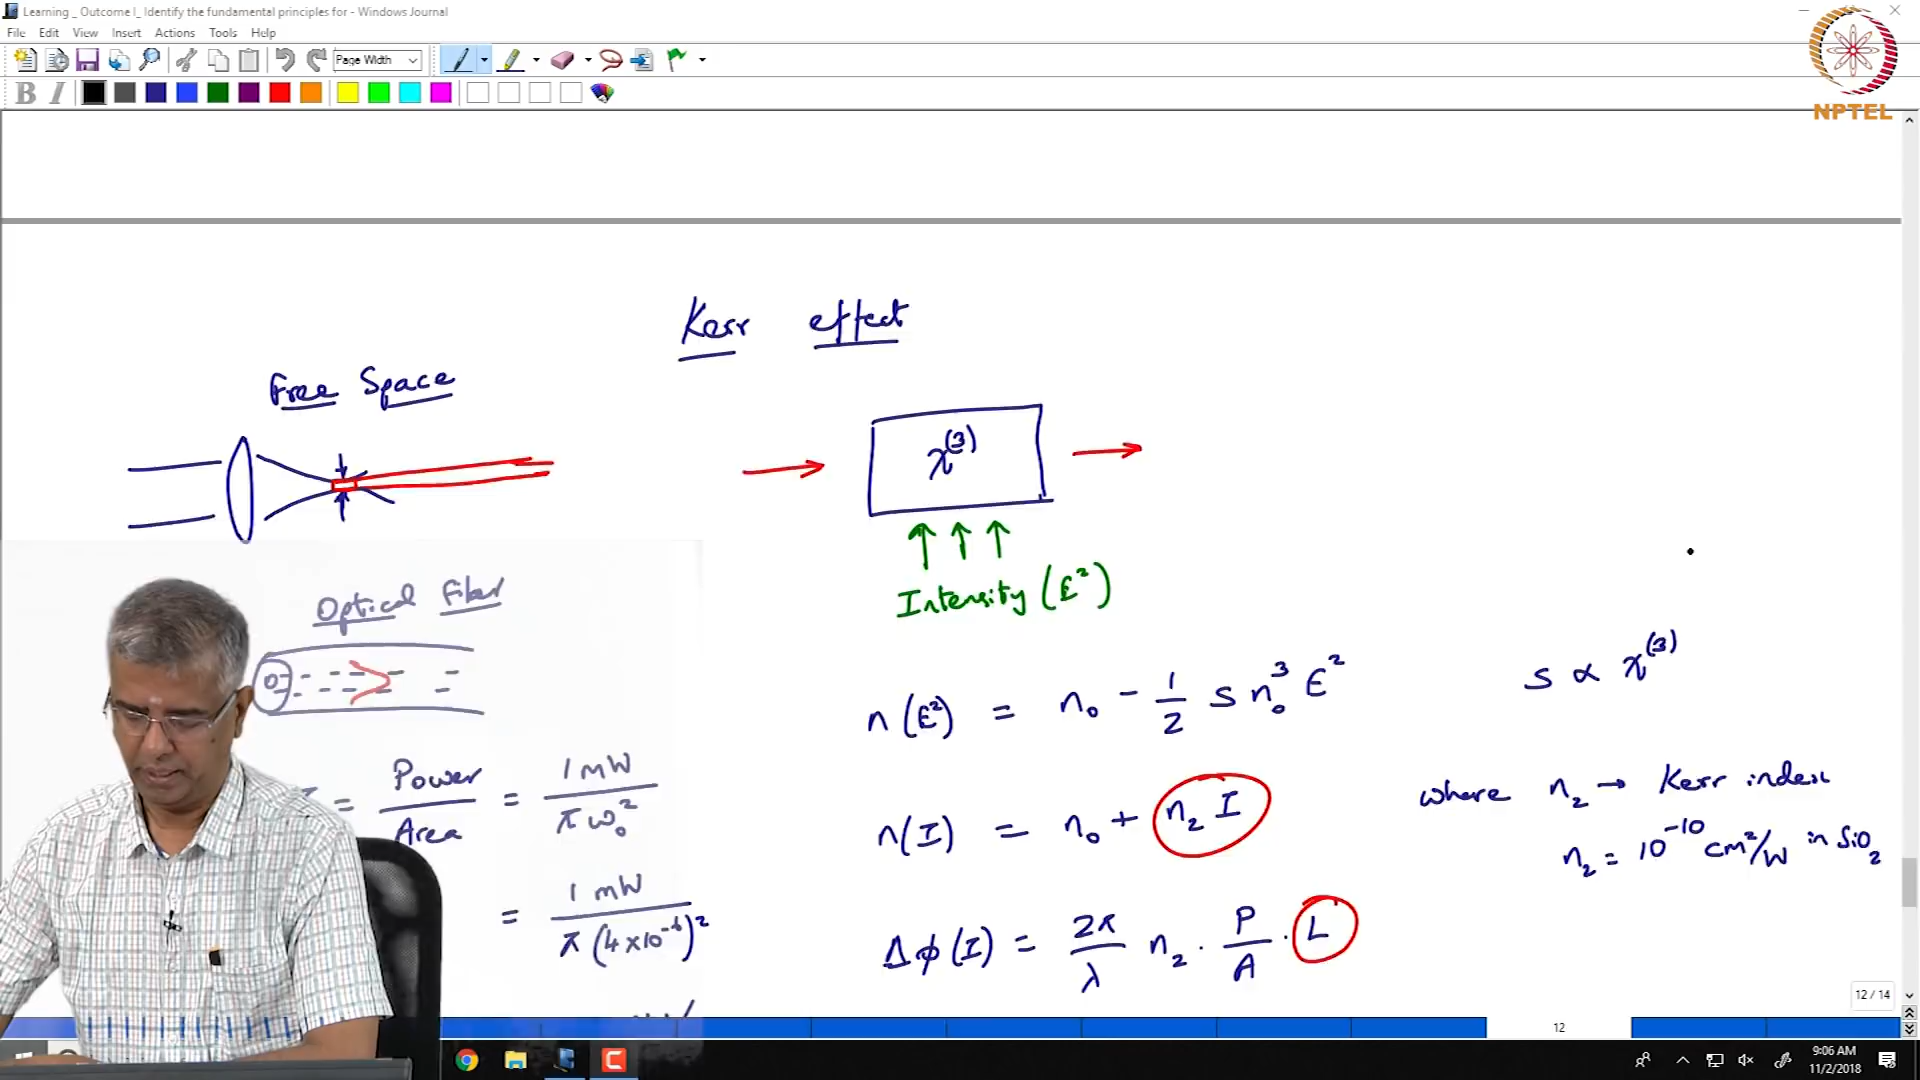 Learning _ Outcome I_ Identify the fundamental principles for - Windows Journal
File Edit View Insert Actions Tools Help
Page Width
B I
NPTEL
Kerr effect
Free Space
χ⁽³⁾
Intensity (E²)
Optical Fiber
= Power / Area = 1 mW / π ω₀²
= 1 mW / π (4×10⁻⁶)²
n(E²) = n₀ - 1/2 s n₀³ E²
s ∝ χ⁽³⁾
n(I) = n₀ + n₂ I
where n₂ → Kerr index
n₂ = 10⁻¹⁰ cm²/W in SiO₂
Δφ(I) = 2π/λ n₂ · P/A · L
12 / 14
12
9:06 AM
11/2/2018